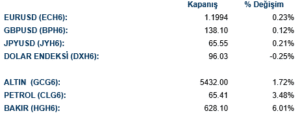 Kapanış % Değişim
EURUSD (ECH6): 1.1994 0.23%
GBPUSD (BPH6): 138.10 0.12%
JPYUSD (JYH6): 65.55 0.21%
DOLAR ENDEKSİ (DXH6): 96.03 -0.25%
ALTIN (GCG6): 5432.00 1.72%
PETROL (CLG6): 65.41 3.48%
BAKIR (HGH6): 628.10 6.01%